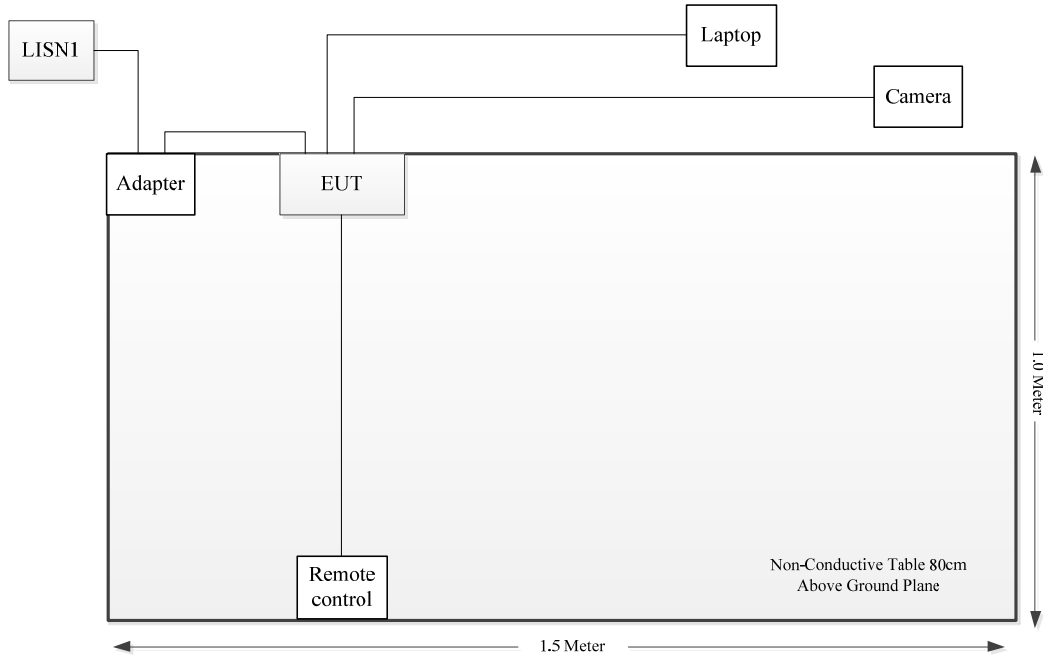 Laptop
LISN1
Camera
Adapter
EUT
1.0 Meter
Remote
control
Non-Conductive Table 80cm
Above Ground Plane
1.5 Meter